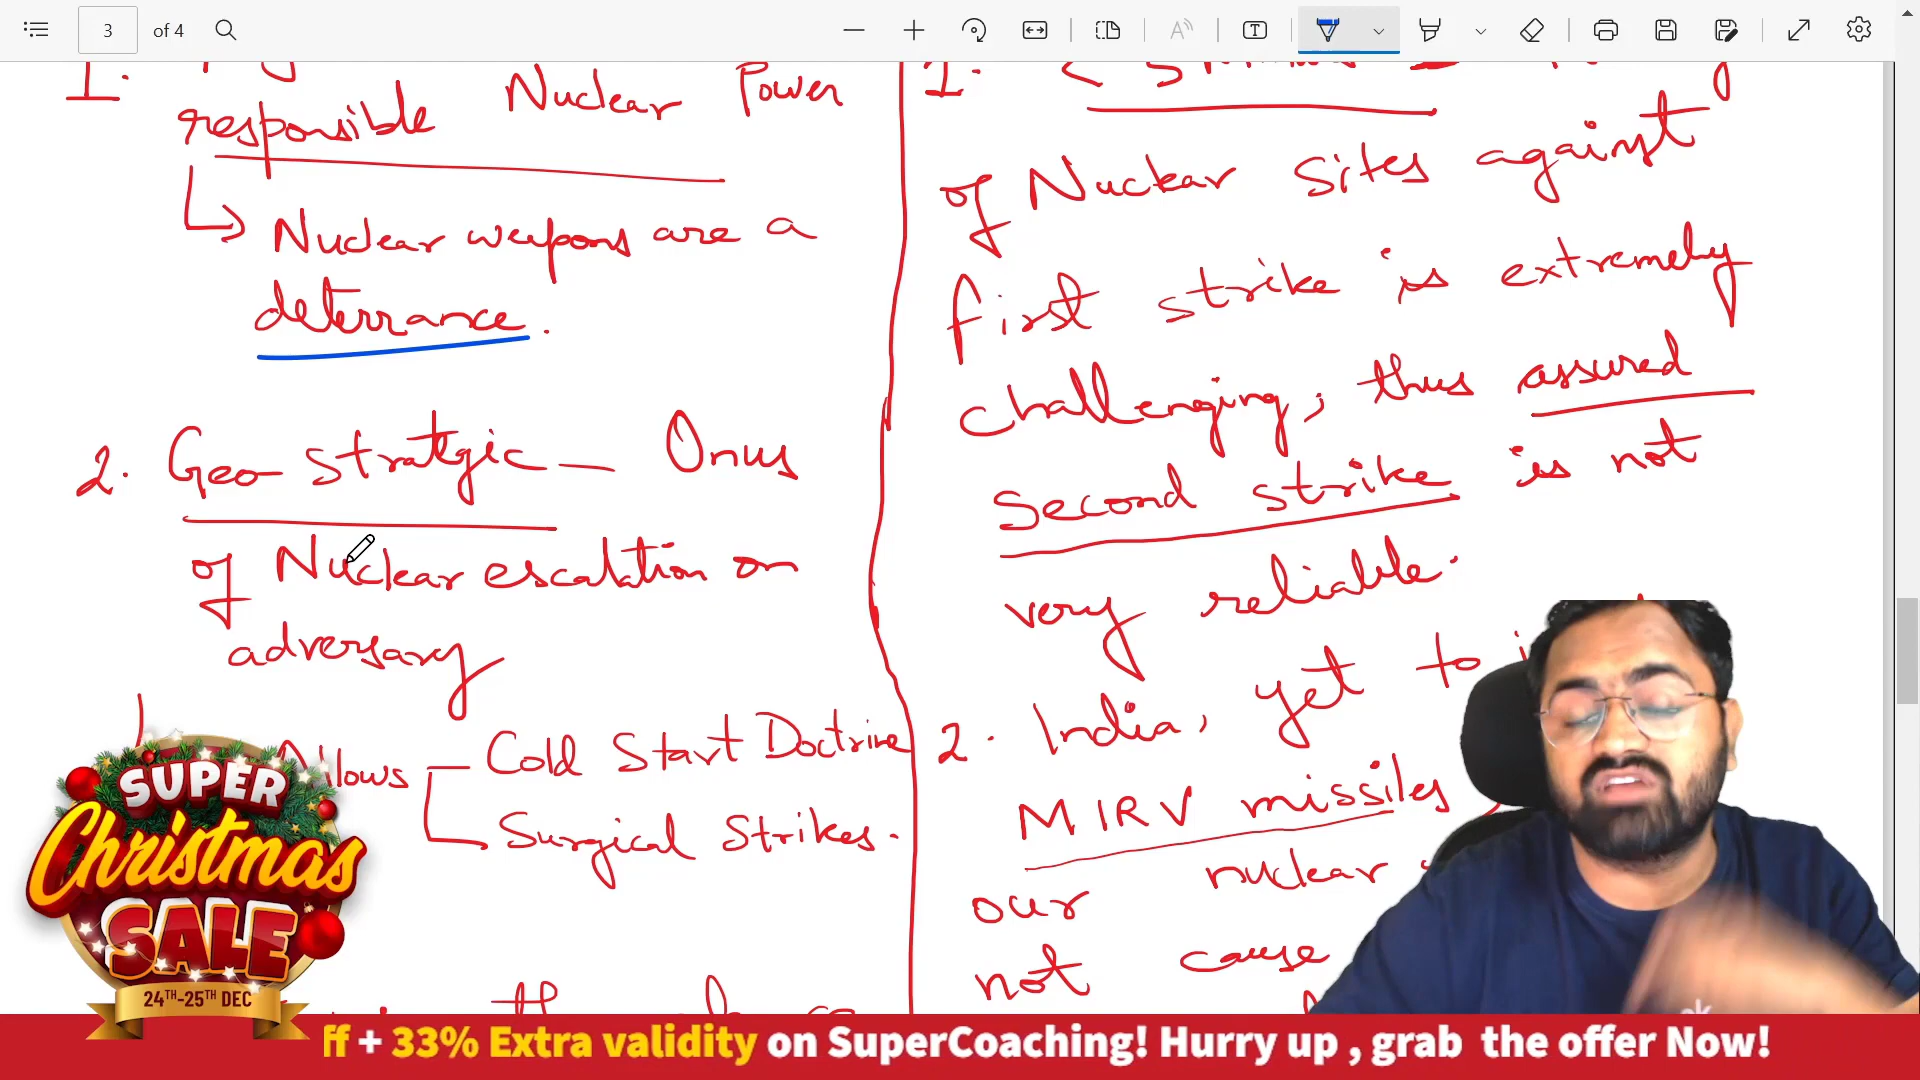 3 of 4
1.
responsible Nuclear Power
Nuclear weapons are a
deterrance.
2. Geo-stratgic — Onus
of Nuclear escalation on
adversary
Allows — Cold Start Doctrine
Surgical Strikes.
1.
of Nuclear sites against
first strike is extremely
challenging, thus assured
second strike is not
very reliable.
2. India, yet to
MIRV missiles
our nuclear
not cause
SUPER
Christmas
SALE
24TH-25TH DEC
ff + 33% Extra validity on SuperCoaching! Hurry up , grab the offer Now!